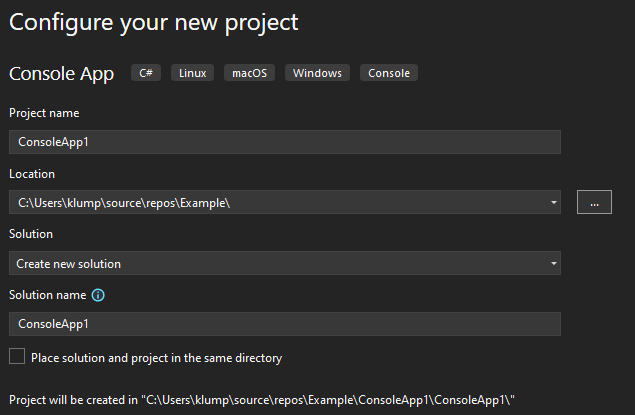 Configure your new project
Console App C# Linux macOS Windows Console
Project name
ConsoleApp1
Location
C:\Users\klump\source\repos\Example\
...
Solution
Create new solution
Solution name
ConsoleApp1
Place solution and project in the same directory
Project will be created in "C:\Users\klump\source\repos\Example\ConsoleApp1\ConsoleApp1\"